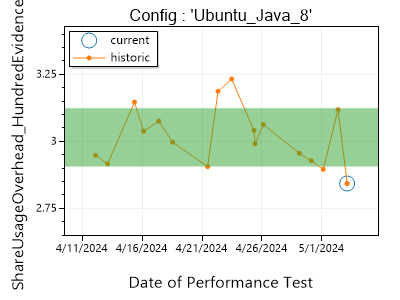 Config : 'Ubuntu_Java_8'
current
historic
ShareUsageOverhead_HundredEvidence
3.25
3
2.75
4/11/2024
4/16/2024
4/21/2024
4/26/2024
5/1/2024
Date of Performance Test